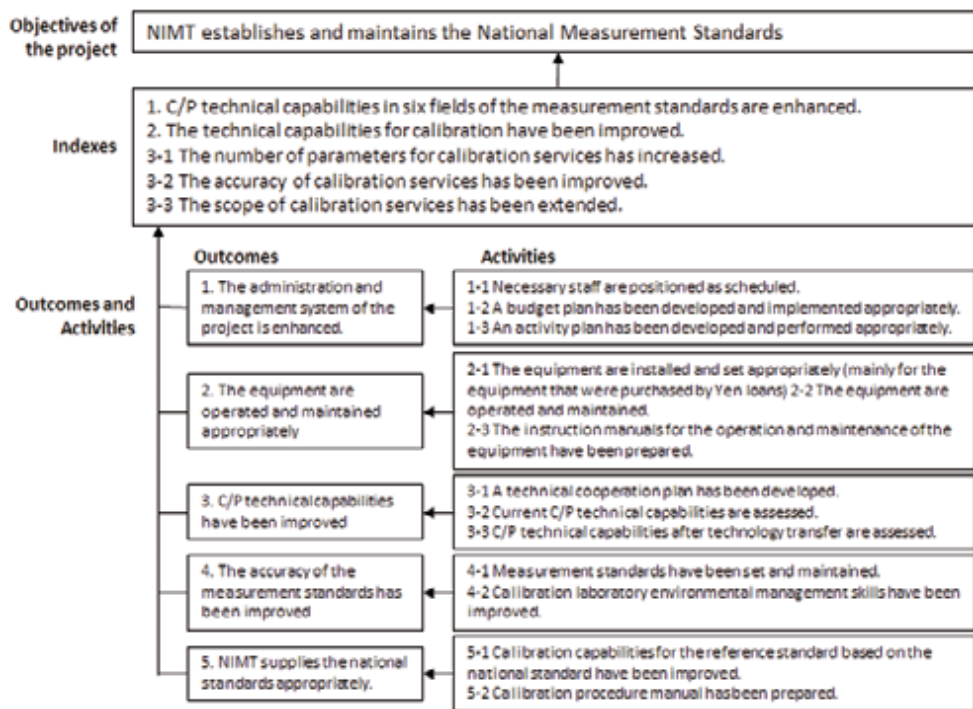 Objectives of
the project
NIMT establishes and maintains the National Measurement Standards
Indexes
1. C/P technical capabilities in six fields of the measurement standards are enhanced.
2. The technical capabilities for calibration have been improved.
3-1 The number of parameters for calibration services has increased.
3-2 The accuracy of calibration services has been improved.
3-3 The scope of calibration services has been extended.
Outcomes and
Activities
Outcomes
Activities
1. The administration and
management system of the
project is enhanced.
1-1 Necessary staff are positioned as scheduled.
1-2 A budget plan has been developed and implemented appropriately.
1-3 An activity plan has been developed and performed appropriately.
2. The equipment are
operated and maintained
appropriately
2-1 The equipment are installed and set appropriately (mainly for the
equipment that were purchased by Yen loans) 2-2 The equipment are
operated and maintained.
2-3 The instruction manuals for the operation and maintenance of the
equipment have been prepared.
3. C/P technical capabilities
have been improved
3-1 A technical cooperation plan has been developed.
3-2 Current C/P technical capabilities are assessed.
3-3 C/P technical capabilities after technology transfer are assessed.
4. The accuracy of the
measurement standards has
been improved
4-1 Measurement standards have been set and maintained.
4-2 Calibration laboratory environmental management skills have been
improved.
5. NIMT supplies the national
standards appropriately.
5-1 Calibration capabilities for the reference standard based on the
national standard have been improved.
5-2 Calibration procedure manual has been prepared.